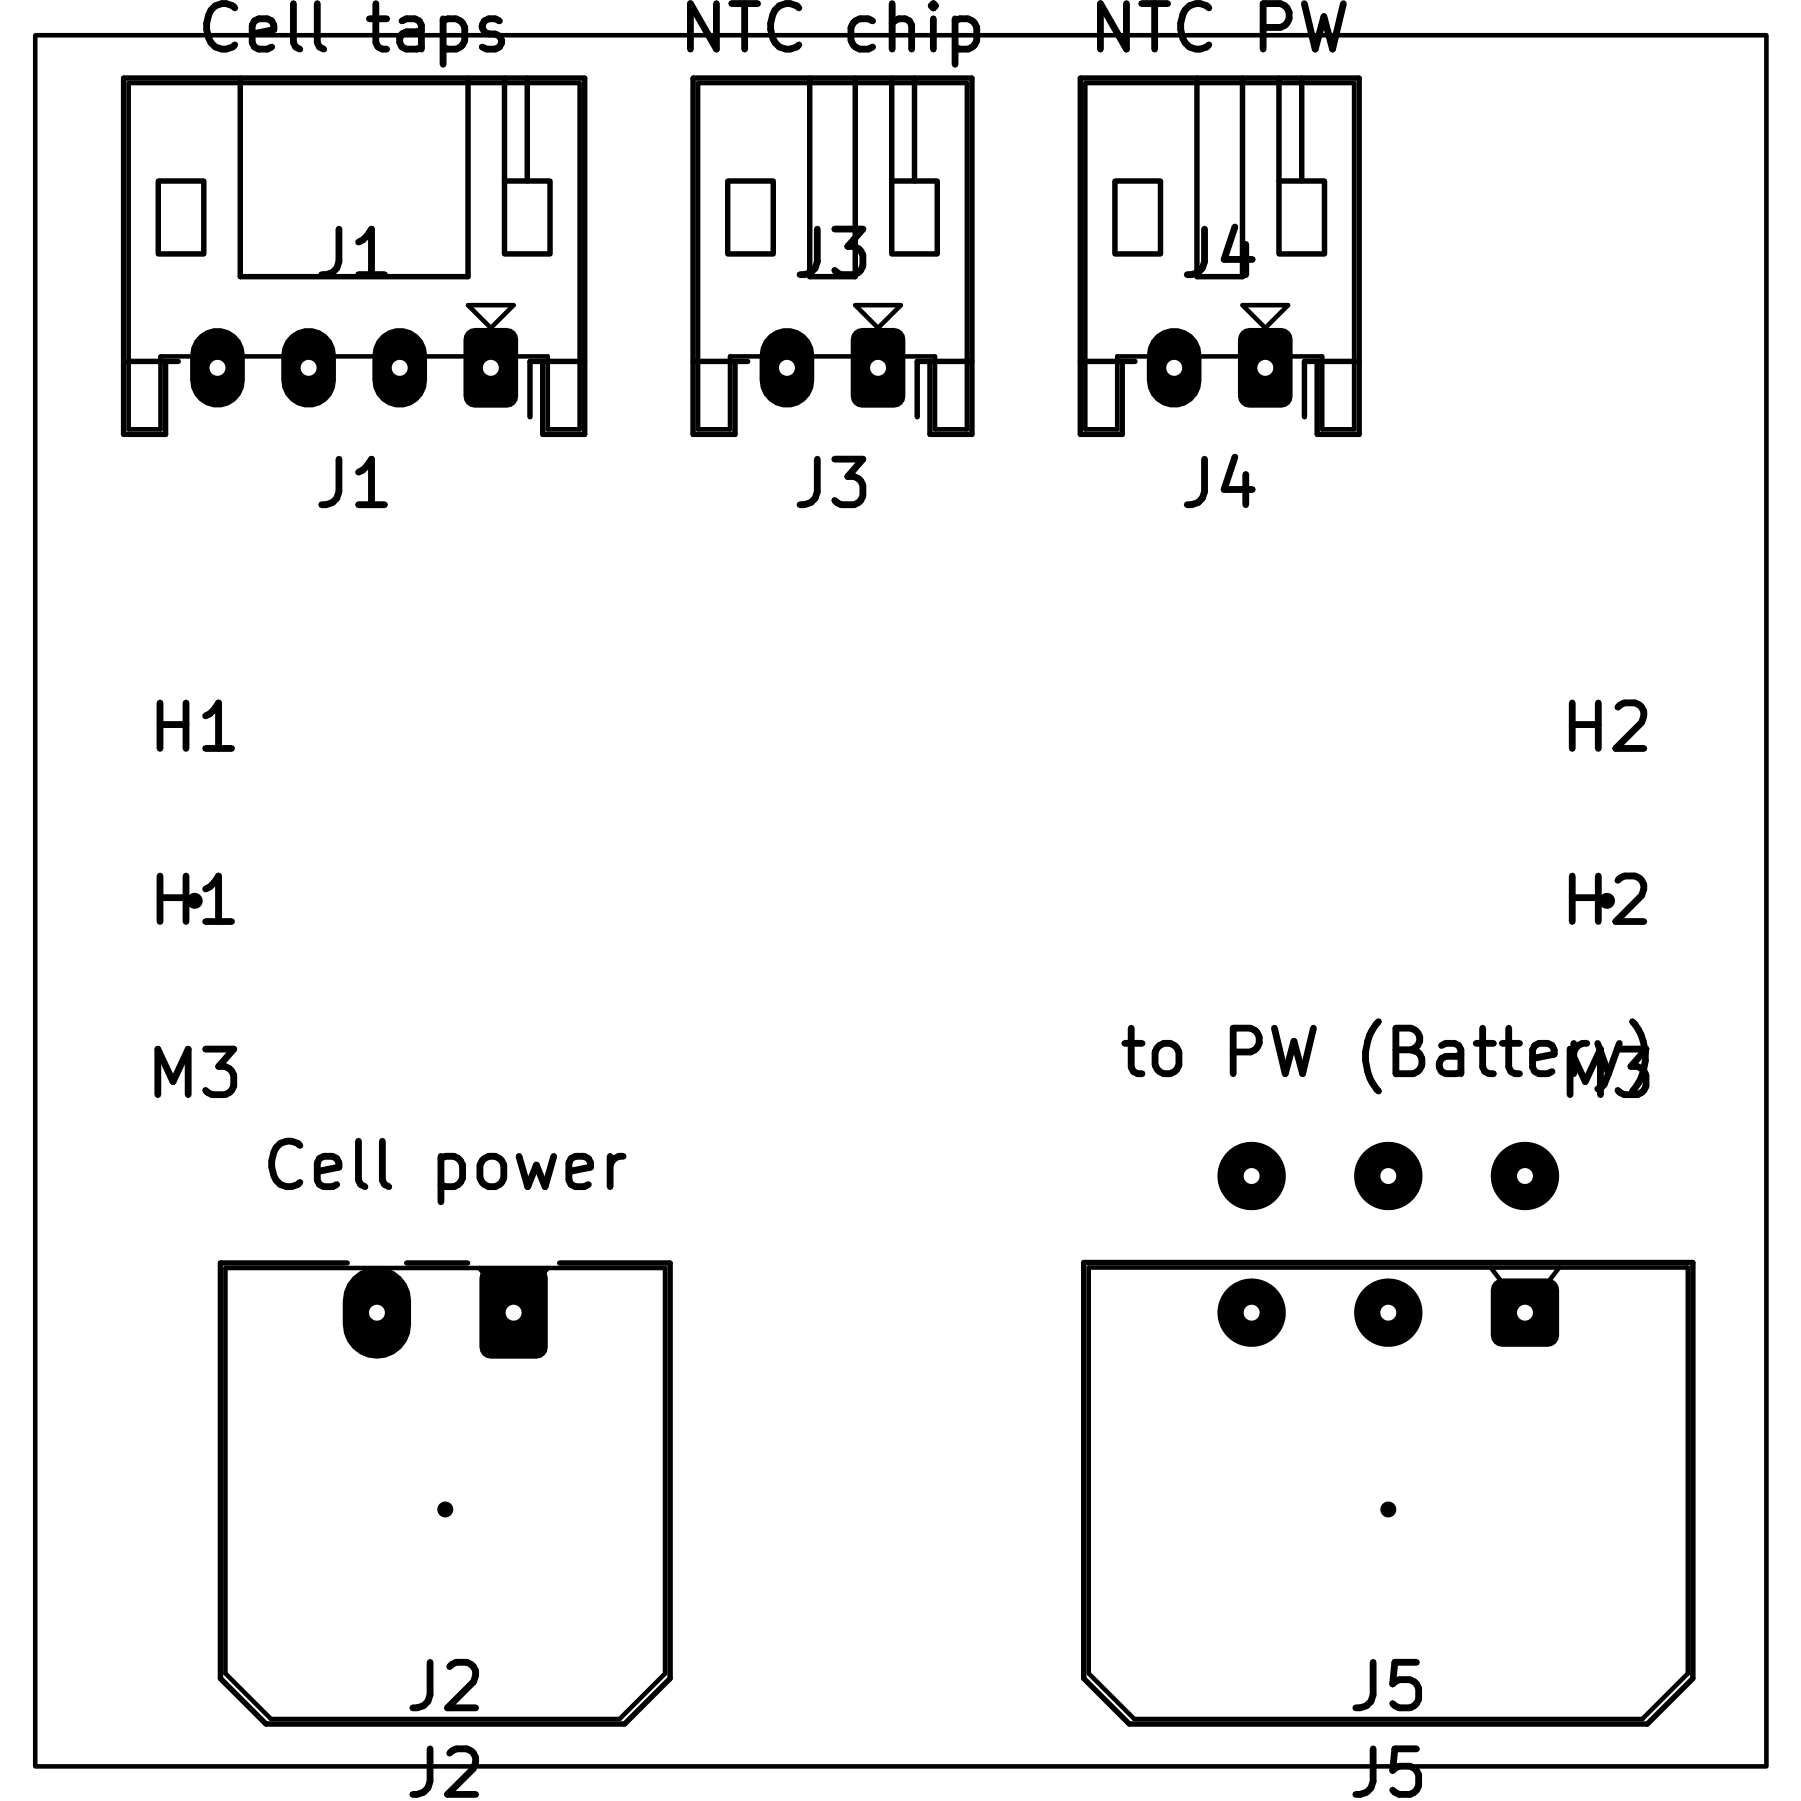 Cell taps NTC chip NTC PW
J1 J3 J4
J1 J3 J4
H1 H2
H1 H2
to PW (Battery)
M3 M3
Cell power
J2 J5
J2 J5